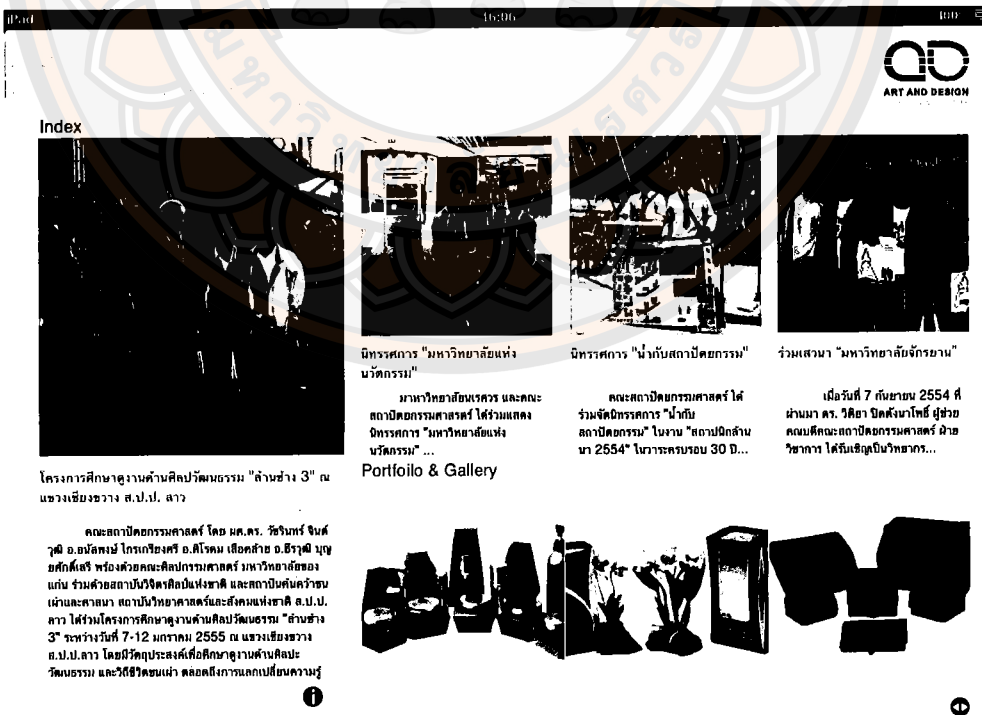 iPad
16:06
ART AND DESIGN
Index
โครงการศึกษาดูงานด้านศิลปวัฒนธรรม "ล้านช้าง 3" ณ
แขวงเชียงขวาง ส.ป.ป. ลาว
คณะสถาปัตยกรรมศาสตร์ โดย ผศ.ดร. วัชรินทร์ จินต์
วุฒิ อ.อนัสพงษ์ ไกรเกรียงศรี อ.ศิโรดม เสือคล้าย อ.ธีรวุฒิ บุญ
ยศักดิ์เสรี พร้องด้วยคณะศิลปกรรมศาสตร์ มหาวิทยาลัยของ
แก่น ร่วมด้วยสถาบันวิจิตรศิลป์แห่งชาติ และสถาบันค้นคว้าชน
เผ่าและศาสนา สถาบันวิทยาศาสตร์และสังคมแห่งชาติ ส.ป.ป.
ลาว ได้ร่วมโครงการศึกษาดูงานด้านศิลปวัฒนธรรม "ล้านช้าง
3" ระหว่างวันที่ 7-12 มกราคม 2555 ณ แขวงเชียงขวาง
ส.ป.ป.ลาว โดยมีวัตถุประสงค์เพื่อศึกษาดูงานด้านศิลปะ
วัฒนธรรม และวิถีชีวิตชนเผ่า ตลอดถึงการแลกเปลี่ยนความรู้
นิทรรศการ "มหาวิทยาลัยแห่ง
นวัตกรรม"
มาหาวิทยาลัยนเรศวร และคณะ
สถาปัตยกรรมศาสตร์ ได้ร่วมแสดง
นิทรรศการ "มหาวิทยาลัยแห่ง
นวัตกรรม" ...
นิทรรศการ "น้ำกับสถาปัตยกรรม"
คณะสถาปัตยกรรมศาสตร์ ได้
ร่วมจัดนิทรรศการ "น้ำกับ
สถาปัตยกรรม" ในงาน "สถาปนิกล้าน
นา 2554" ในวาระครบรอบ 30 ปี...
ร่วมเสวนา "มหาวิทยาลัยจักรยาน"
เมื่อวันที่ 7 กันยายน 2554 ที่
ผ่านมา ดร. วิติยา ปิดตังนาโพธิ์ ผู้ช่วย
คณบดีคณะสถาปัตยกรรมศาสตร์ ฝ่าย
วิชาการ ได้รับเชิญเป็นวิทยากร...
Portfoilo & Gallery